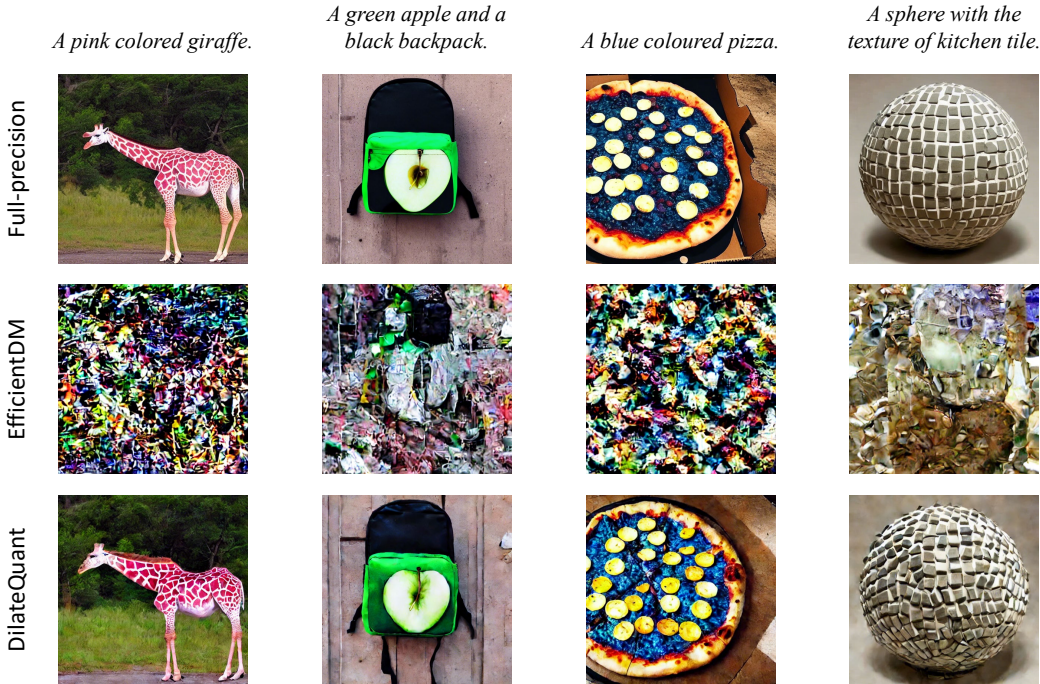 A pink colored giraffe.
A green apple and a
black backpack.
A blue coloured pizza.
A sphere with the
texture of kitchen tile.
Full-precision
EfficientDM
DilateQuant